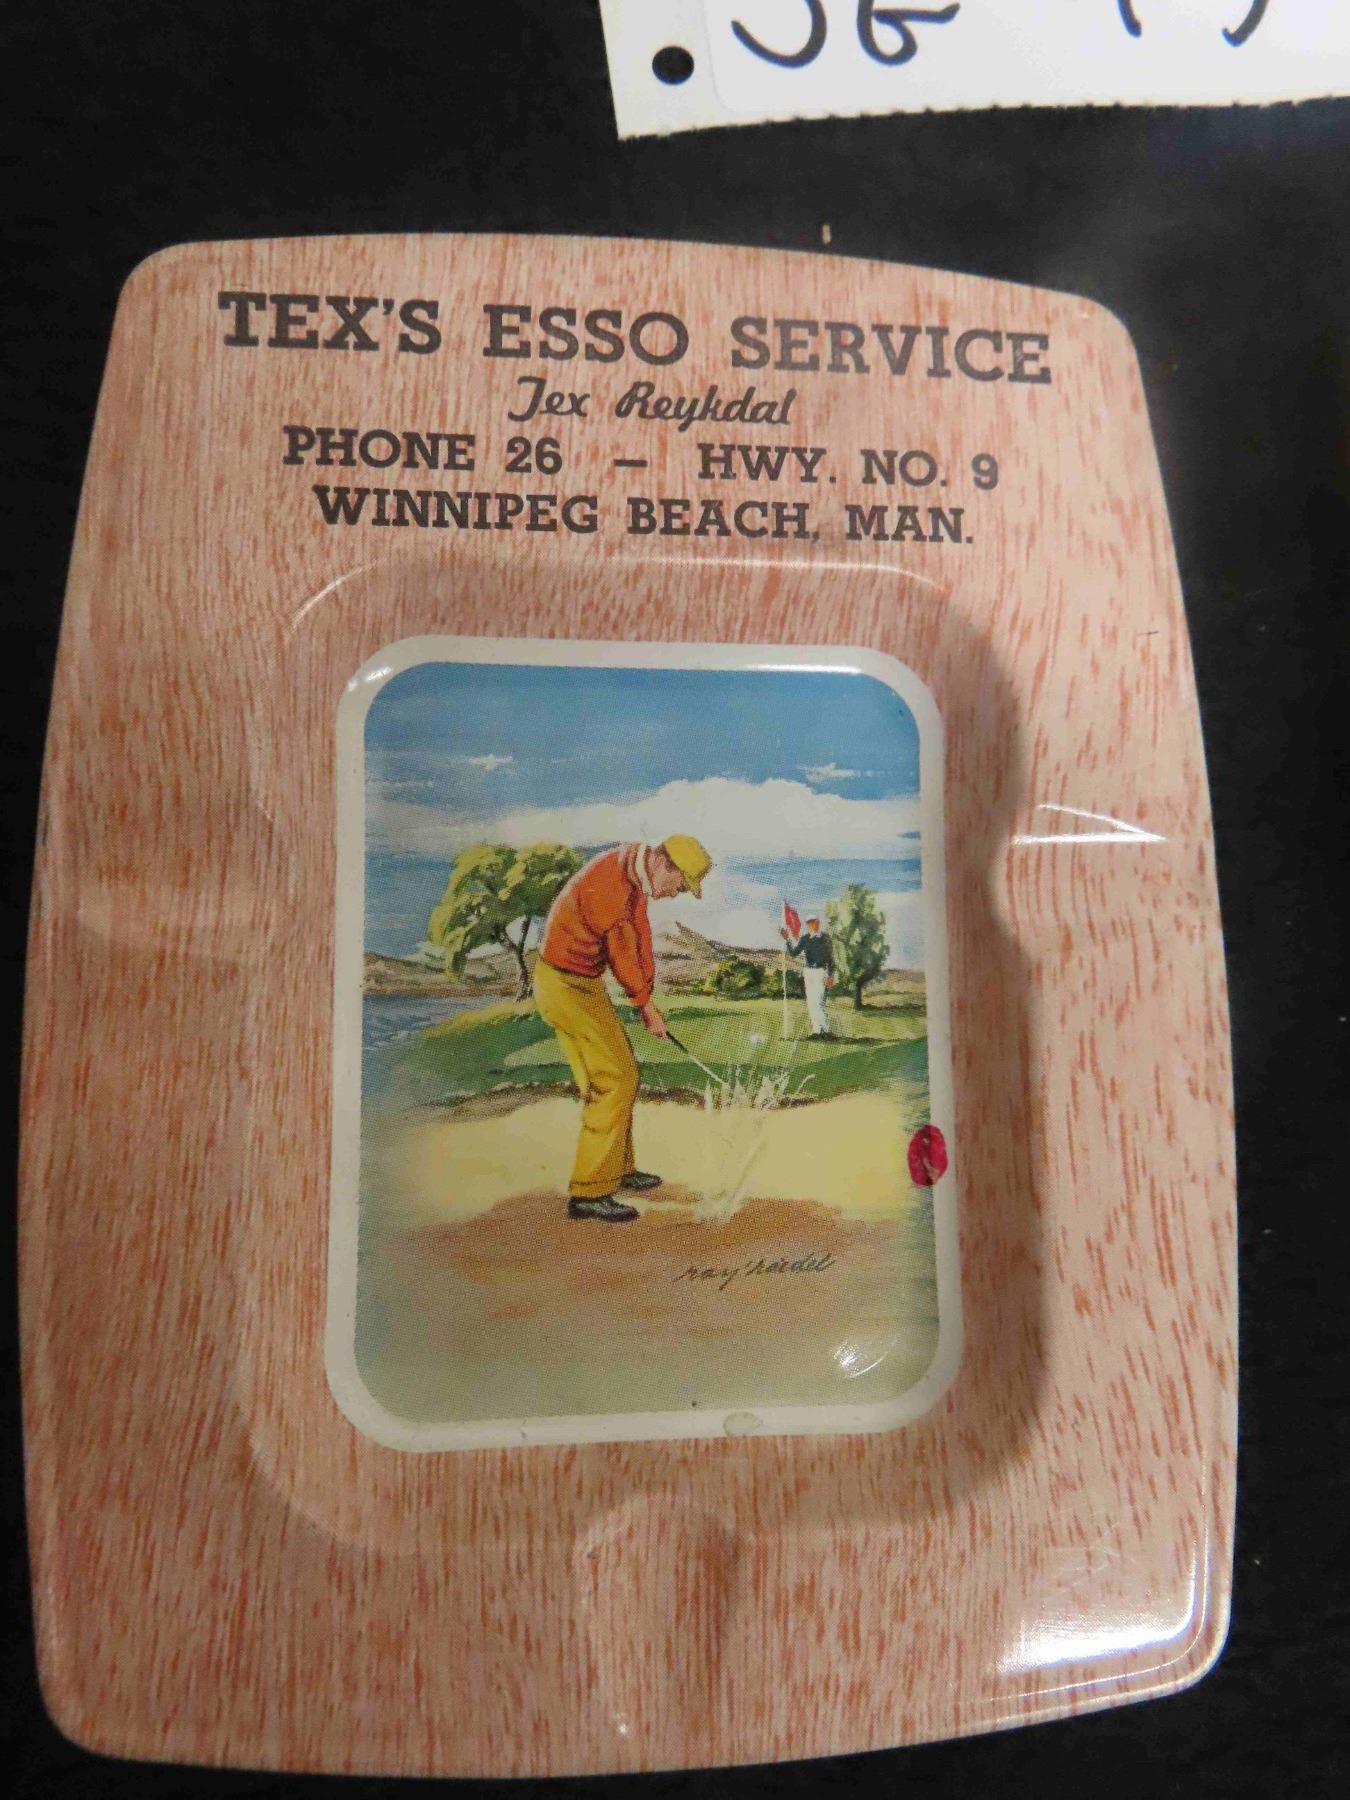 TEX'S ESSO SERVICE
Tex Reykdal
PHONE 26 – HWY. NO. 9
WINNIPEG BEACH, MAN.